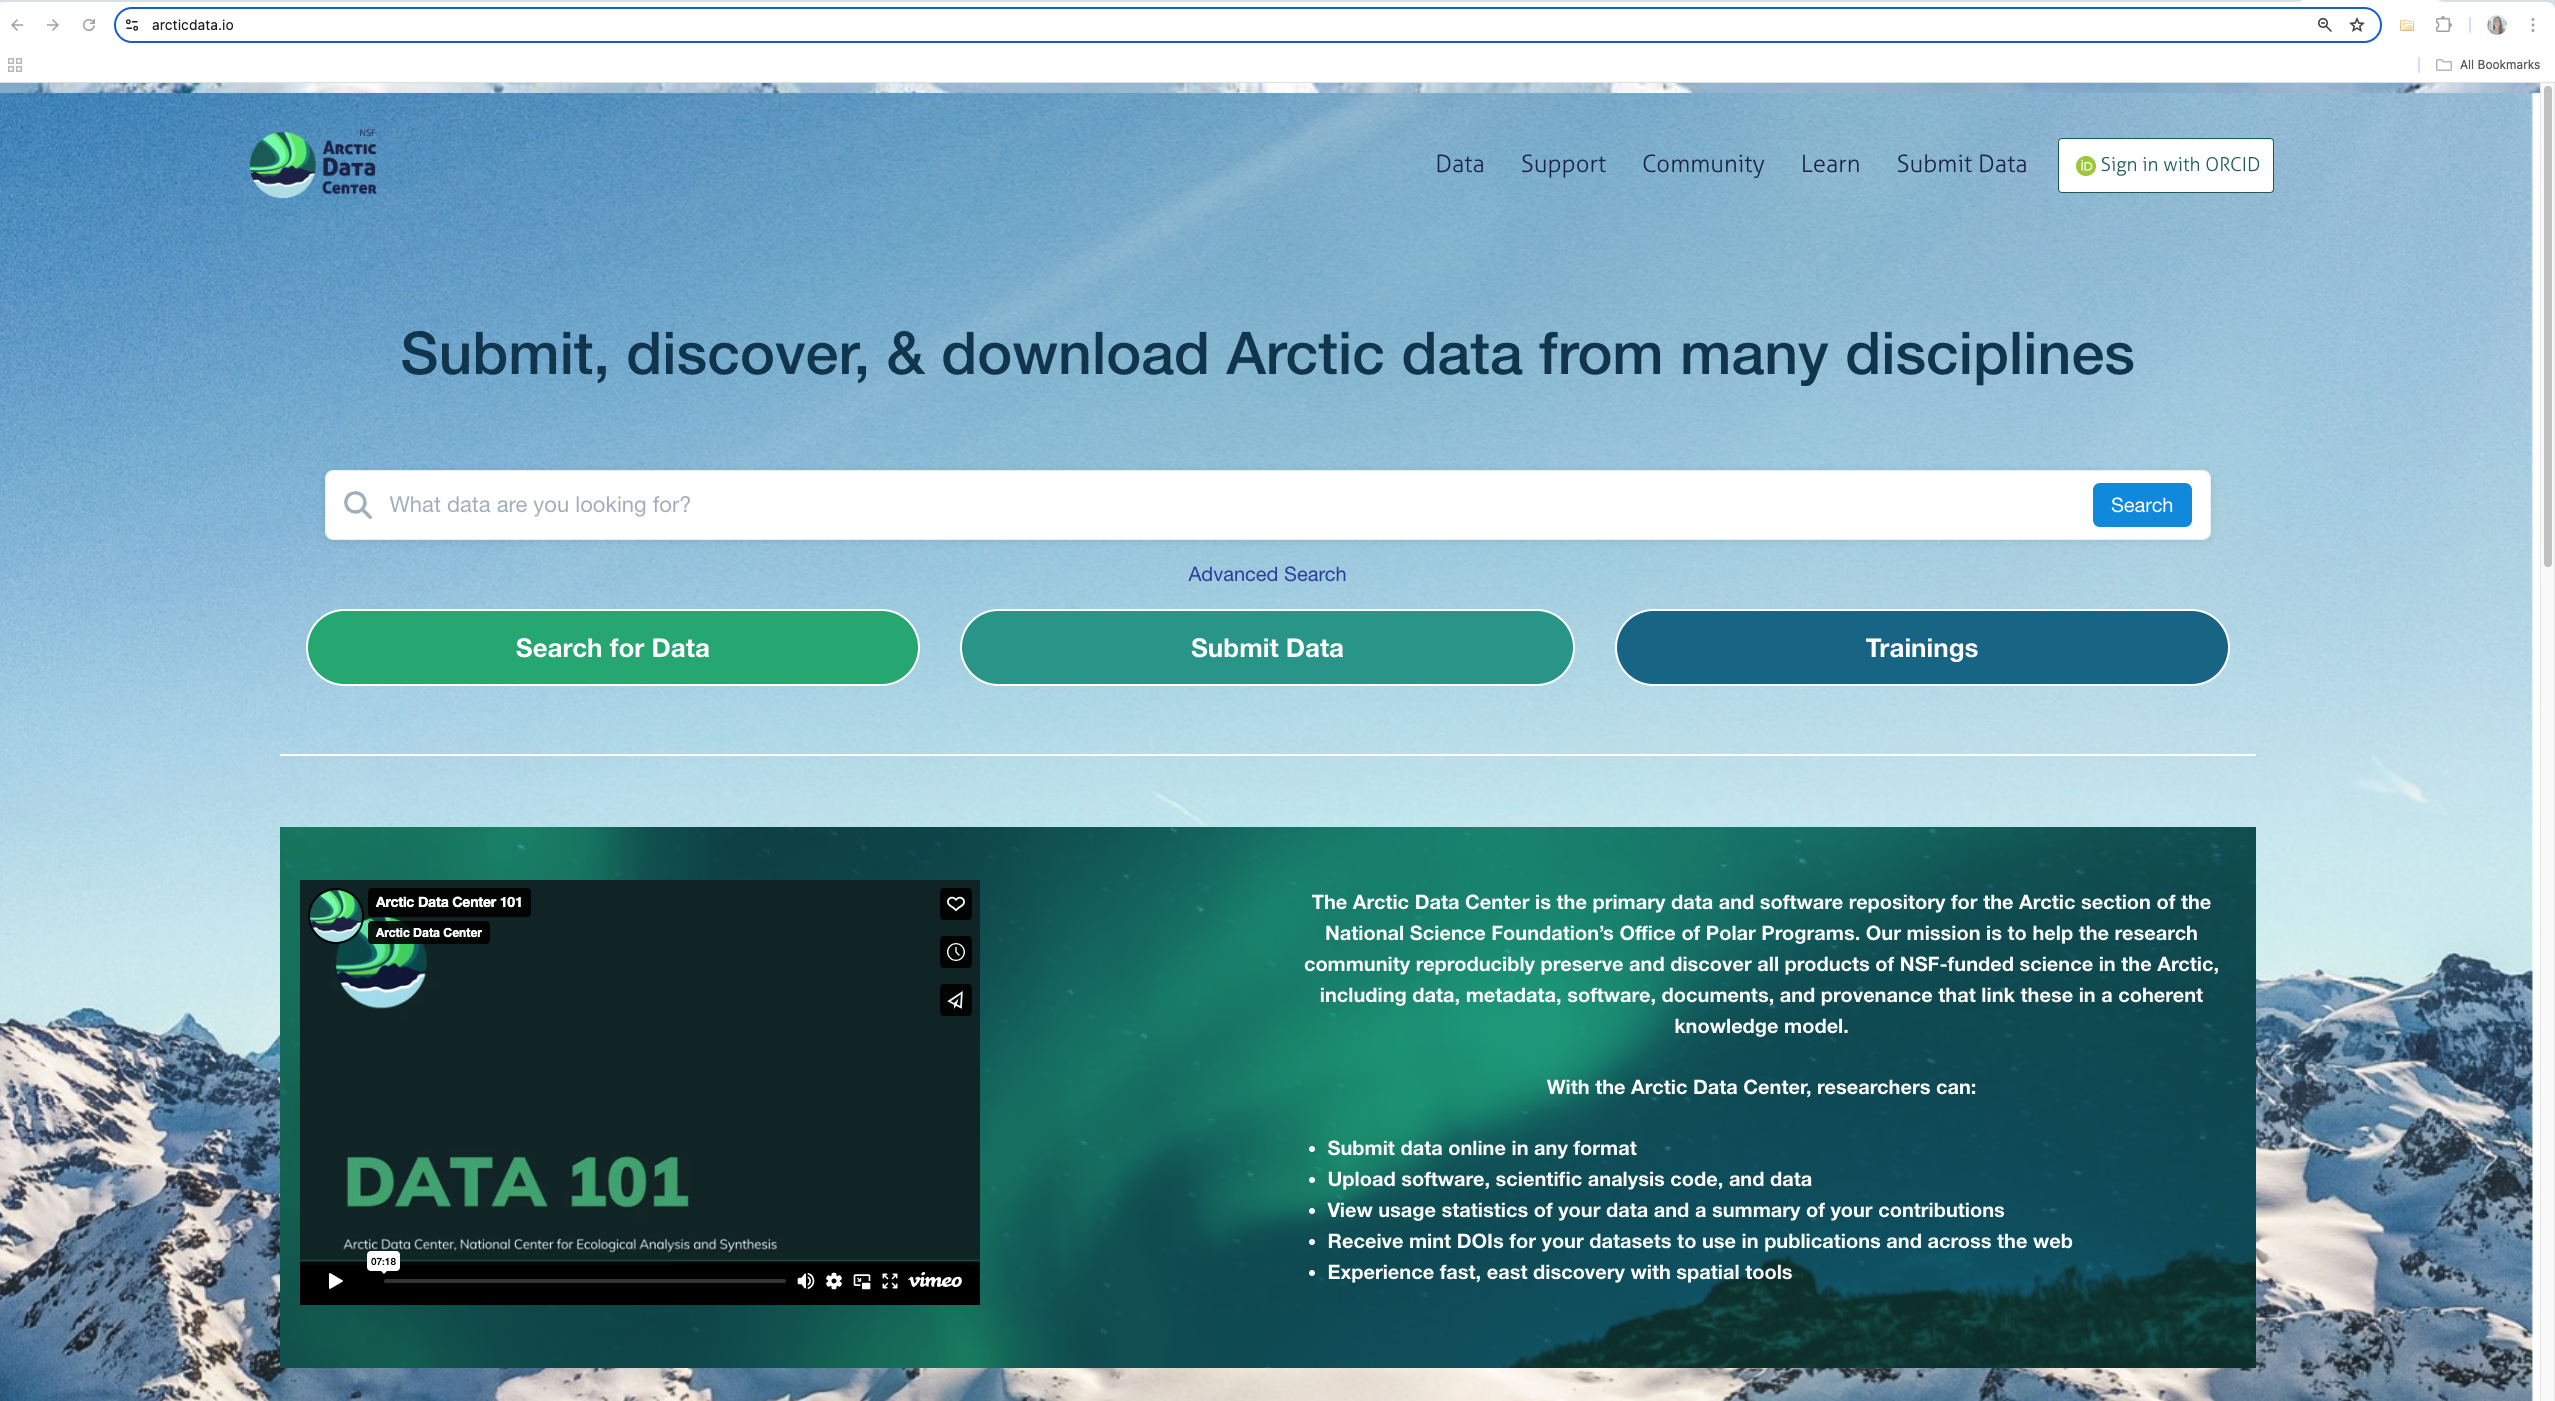 arcticdata.io
All Bookmarks
NSF
ARCTIC
DATA
CENTER
Data
Support
Community
Learn
Submit Data
iD Sign in with ORCID
Submit, discover, & download Arctic data from many disciplines
What data are you looking for?
Search
Advanced Search
Search for Data
Submit Data
Trainings
Arctic Data Center 101
Arctic Data Center
DATA 101
Arctic Data Center, National Center for Ecological Analysis and Synthesis
07:18
vimeo
The Arctic Data Center is the primary data and software repository for the Arctic section of the
National Science Foundation’s Office of Polar Programs. Our mission is to help the research
community reproducibly preserve and discover all products of NSF-funded science in the Arctic,
including data, metadata, software, documents, and provenance that link these in a coherent
knowledge model.
With the Arctic Data Center, researchers can:
• Submit data online in any format
• Upload software, scientific analysis code, and data
• View usage statistics of your data and a summary of your contributions
• Receive mint DOIs for your datasets to use in publications and across the web
• Experience fast, east discovery with spatial tools